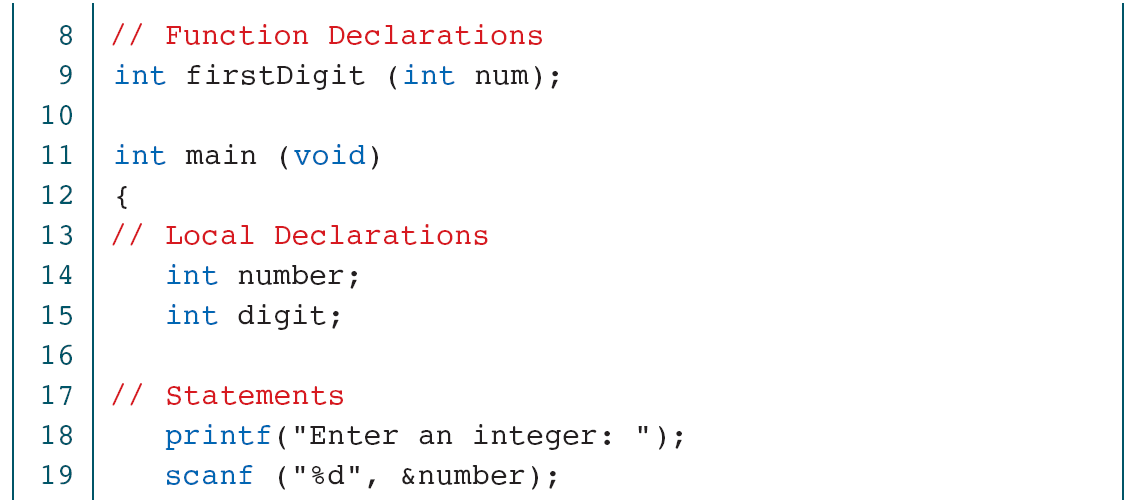 8 // Function Declarations
9 int firstDigit (int num);
10
11 int main (void)
12 {
13 // Local Declarations
14    int number;
15    int digit;
16
17 // Statements
18    printf("Enter an integer: ");
19    scanf ("%d", &number);